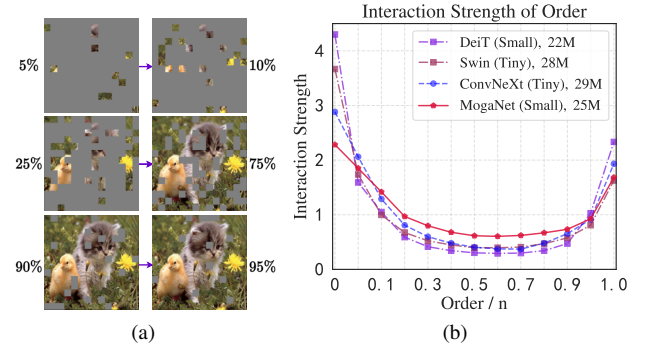 5%
10%
25%
75%
90%
95%
(a)
Interaction Strength of Order
Interaction Strength
4
3
2
1
0
DeiT (Small), 22M
Swin (Tiny), 28M
ConvNeXt (Tiny), 29M
MogaNet (Small), 25M
0 0.1 0.3 0.5 0.7 0.9 1.0
Order / n
(b)